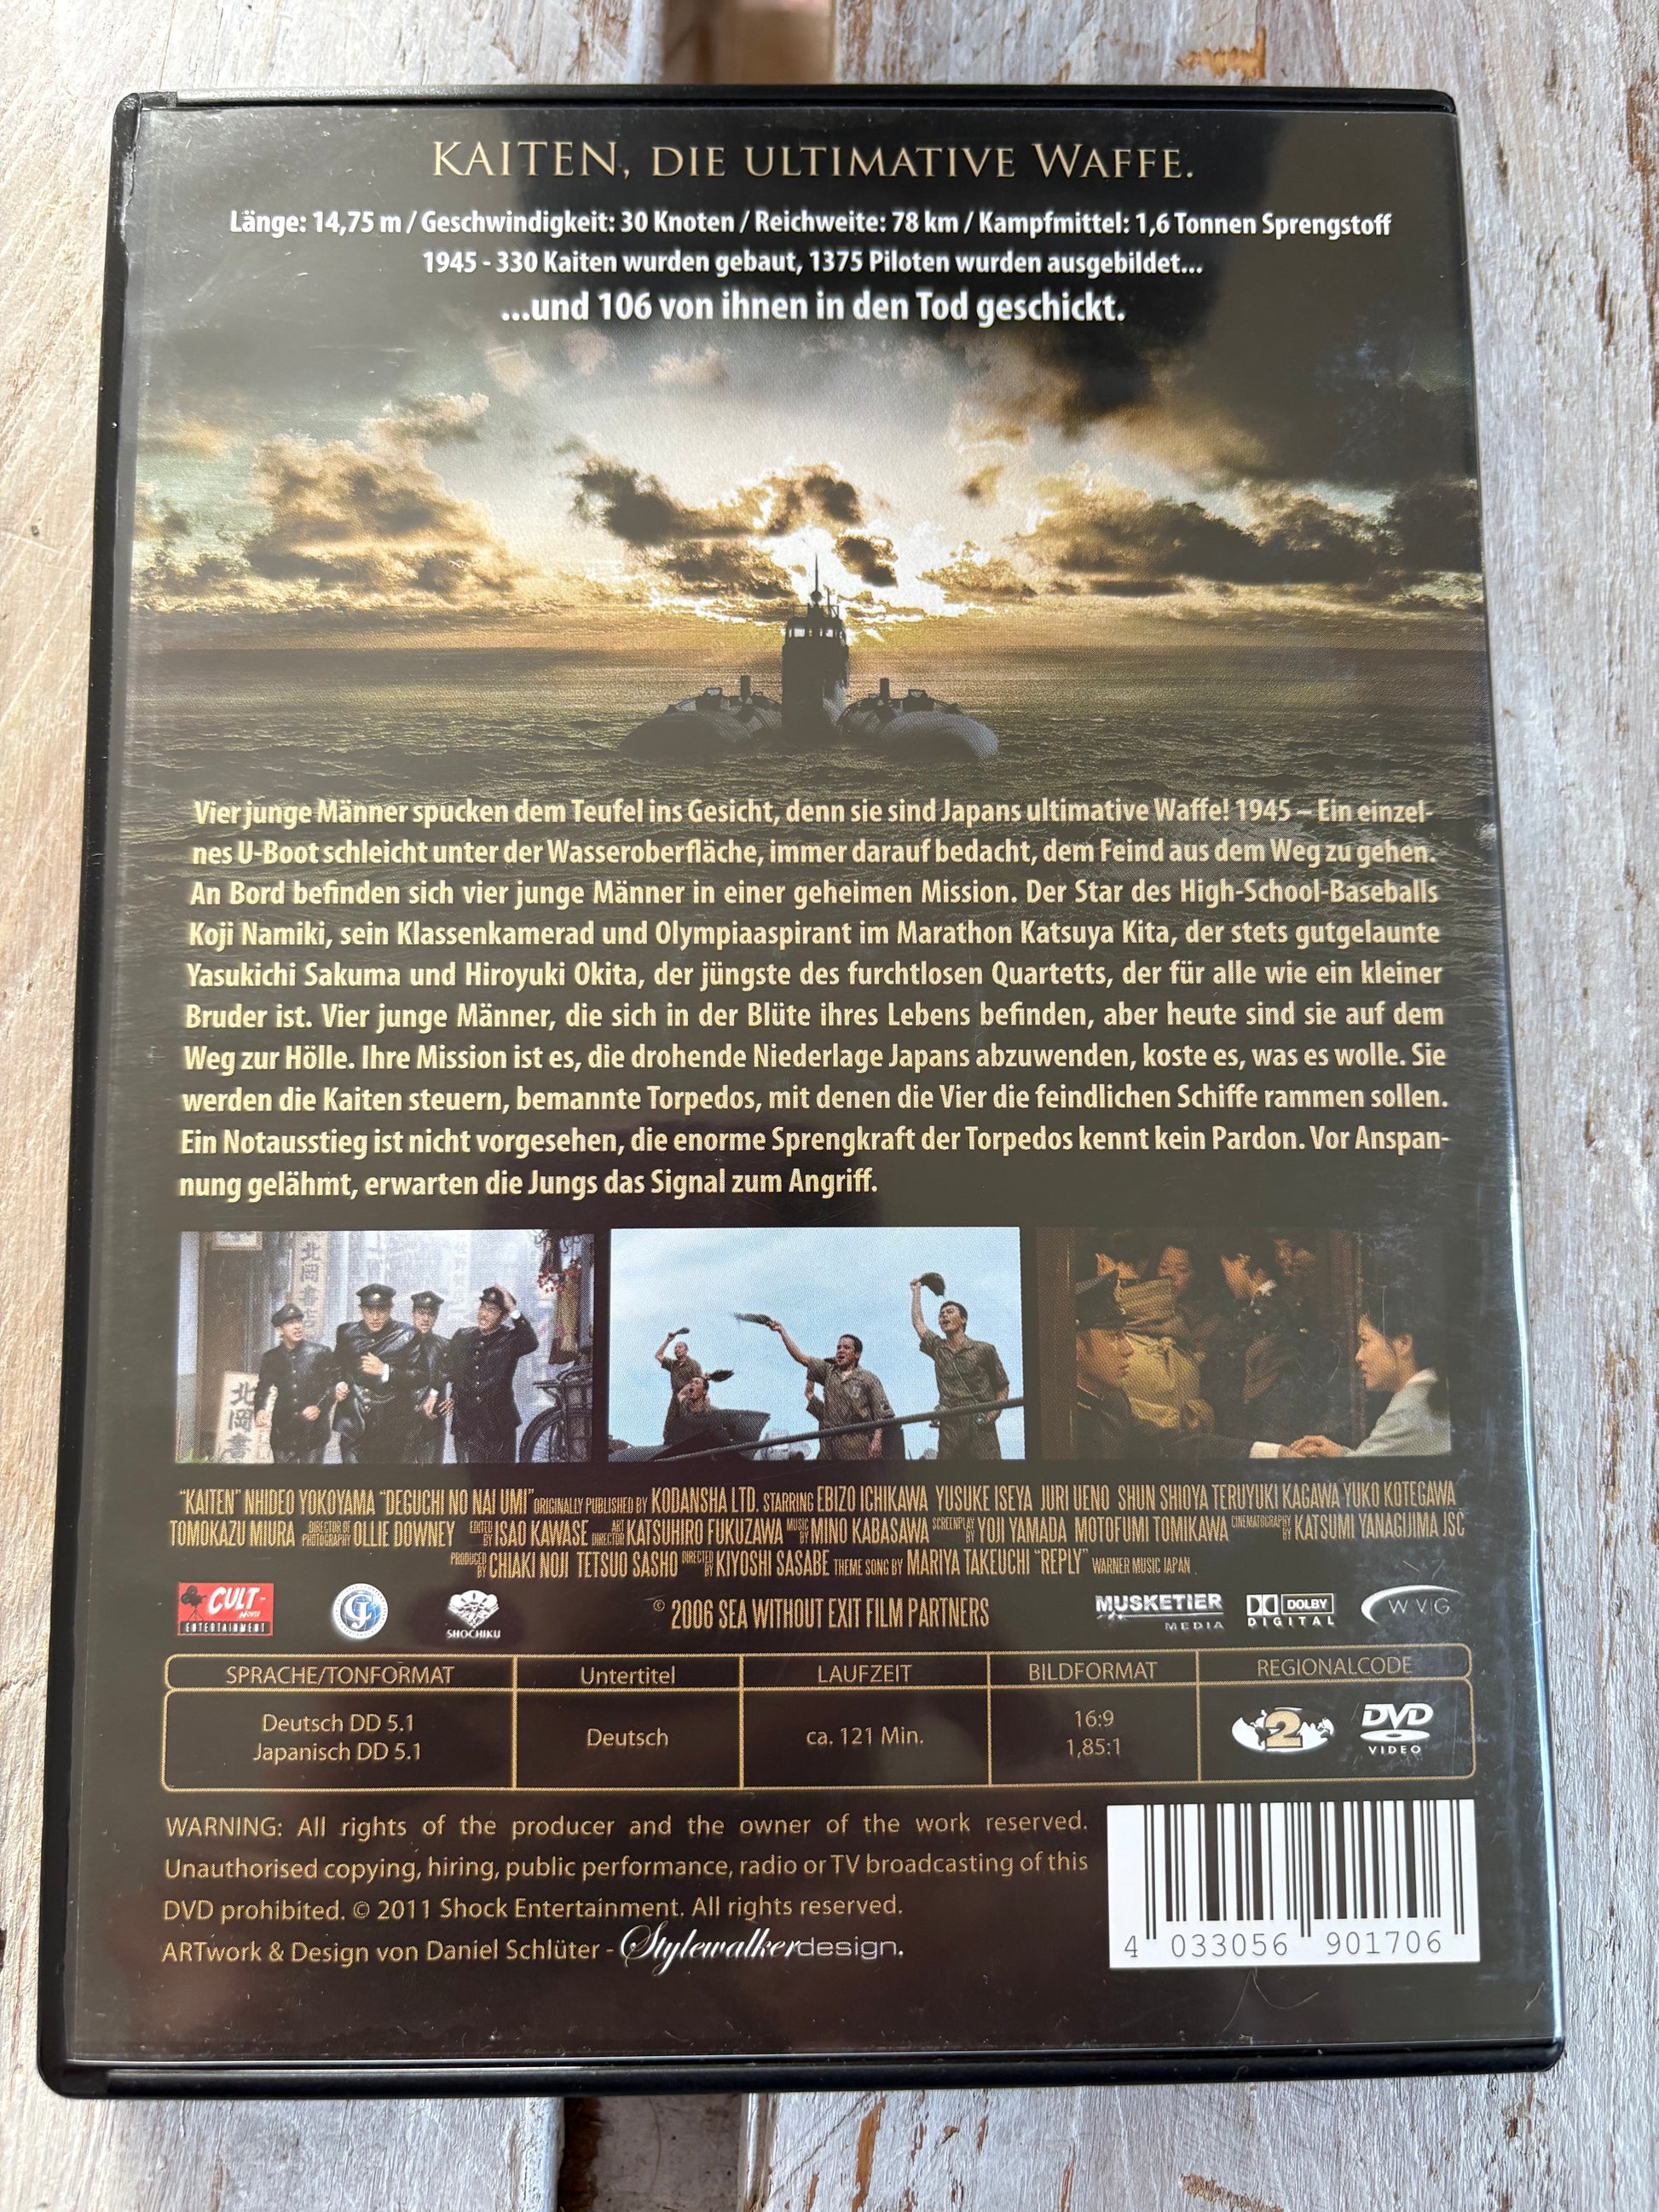 KAITEN, DIE ULTIMATIVE WAFFE.
Länge: 14,75 m / Geschwindigkeit: 30 Knoten / Reichweite: 78 km / Kampfmittel: 1,6 Tonnen Sprengstoff
1945 - 330 Kaiten wurden gebaut, 1375 Piloten wurden ausgebildet...
...und 106 von ihnen in den Tod geschickt.
Vier junge Männer spucken dem Teufel ins Gesicht, denn sie sind Japans ultimative Waffe! 1945 – Ein einzel-
nes U-Boot schleicht unter der Wasseroberfläche, immer darauf bedacht, dem Feind aus dem Weg zu gehen.
An Bord befinden sich vier junge Männer in einer geheimen Mission. Der Star des High-School-Baseballs
Koji Namiki, sein Klassenkamerad und Olympiaaspirant im Marathon Katsuya Kita, der stets gutgelaunte
Yasukichi Sakuma und Hiroyuki Okita, der jüngste des furchtlosen Quartetts, der für alle wie ein kleiner
Bruder ist. Vier junge Männer, die sich in der Blüte ihres Lebens befinden, aber heute sind sie auf dem
Weg zur Hölle. Ihre Mission ist es, die drohende Niederlage Japans abzuwenden, koste es, was es wolle. Sie
werden die Kaiten steuern, bemannte Torpedos, mit denen die Vier die feindlichen Schiffe rammen sollen.
Ein Notausstieg ist nicht vorgesehen, die enorme Sprengkraft der Torpedos kennt kein Pardon. Vor Anspan-
nung gelähmt, erwarten die Jungs das Signal zum Angriff.
北岡書店
北岡書
"KAITEN" NHIDEO YOKOYAMA "DEGUCHI NO NAI UMI" ORIGINALLY PUBLISHED BY KODANSHA LTD. STARRING EBIZO ICHIKAWA YUSUKE ISEYA JURI UENO SHUN SHIOYA TERUYUKI KAGAWA YUKO KOTEGAWA
TOMOKAZU MIURA DIRECTOR OF PHOTOGRAPHY OLLIE DOWNEY EDITED BY ISAO KAWASE ART DIRECTOR KATSUHIRO FUKUZAWA MUSIC BY MINO KABASAWA SCREENPLAY BY YOJI YAMADA MOTOFUMI TOMIKAWA CINEMATOGRAPHY BY KATSUMI YANAGIJIMA JSC
PRODUCED BY CHIAKI NOJI TETSUO SASHO DIRECTED BY KIYOSHI SASABE THEME SONG BY MARIYA TAKEUCHI "REPLY" WARNER MUSIC JAPAN .
CULT-Movie ENTERTAINMENT
SHOCHIKU
© 2006 SEA WITHOUT EXIT FILM PARTNERS
MUSKETIER MEDIA
DOLBY DIGITAL
WVG
SPRACHE/TONFORMAT Untertitel LAUFZEIT BILDFORMAT REGIONALCODE
Deutsch DD 5.1
Japanisch DD 5.1
Deutsch
ca. 121 Min.
16:9
1,85:1
2
DVD VIDEO
WARNING: All rights of the producer and the owner of the work reserved.
Unauthorised copying, hiring, public performance, radio or TV broadcasting of this
DVD prohibited. © 2011 Shock Entertainment. All rights reserved.
ARTwork & Design von Daniel Schlüter - Stylewalkerdesign.
4 033056 901706